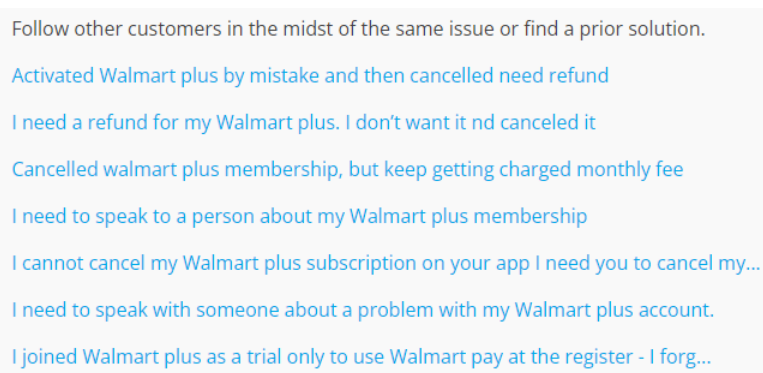 Follow other customers in the midst of the same issue or find a prior solution.
Activated Walmart plus by mistake and then cancelled need refund
I need a refund for my Walmart plus. I don’t want it nd canceled it
Cancelled walmart plus membership, but keep getting charged monthly fee
I need to speak to a person about my Walmart plus membership
I cannot cancel my Walmart plus subscription on your app I need you to cancel my...
I need to speak with someone about a problem with my Walmart plus account.
I joined Walmart plus as a trial only to use Walmart pay at the register - I forg...